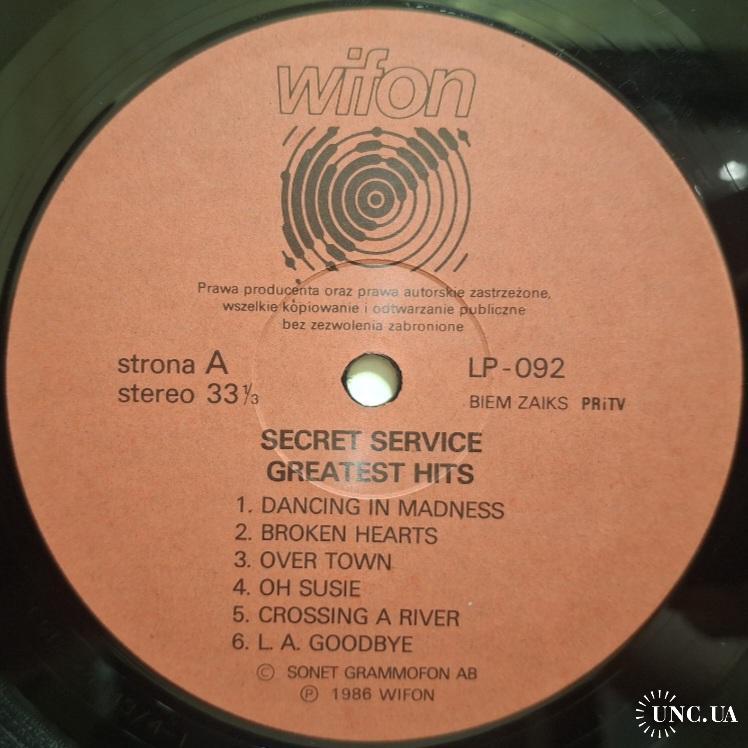 wifon
Prawa producenta oraz prawa autorskie zastrzeżone,
wszelkie kopiowanie i odtwarzanie publiczne
bez zezwolenia zabronione
strona A
stereo 33⅓
LP-092
BIEM ZAIKS PRiTV
SECRET SERVICE
GREATEST HITS
1. DANCING IN MADNESS
2. BROKEN HEARTS
3. OVER TOWN
4. OH SUSIE
5. CROSSING A RIVER
6. L. A. GOODBYE
© SONET GRAMMOFON AB
℗ 1986 WIFON
UNC.UA